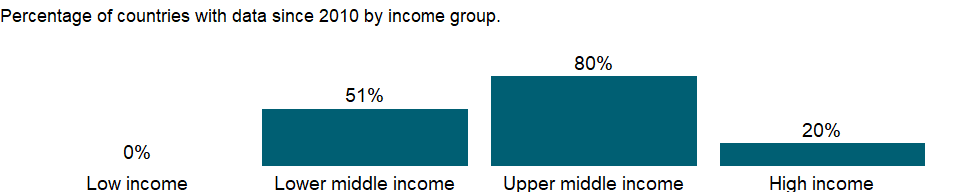 Percentage of countries with data since 2010 by income group.
80%
51%
20%
0%
Low income
Lower middle income
Upper middle income
High income